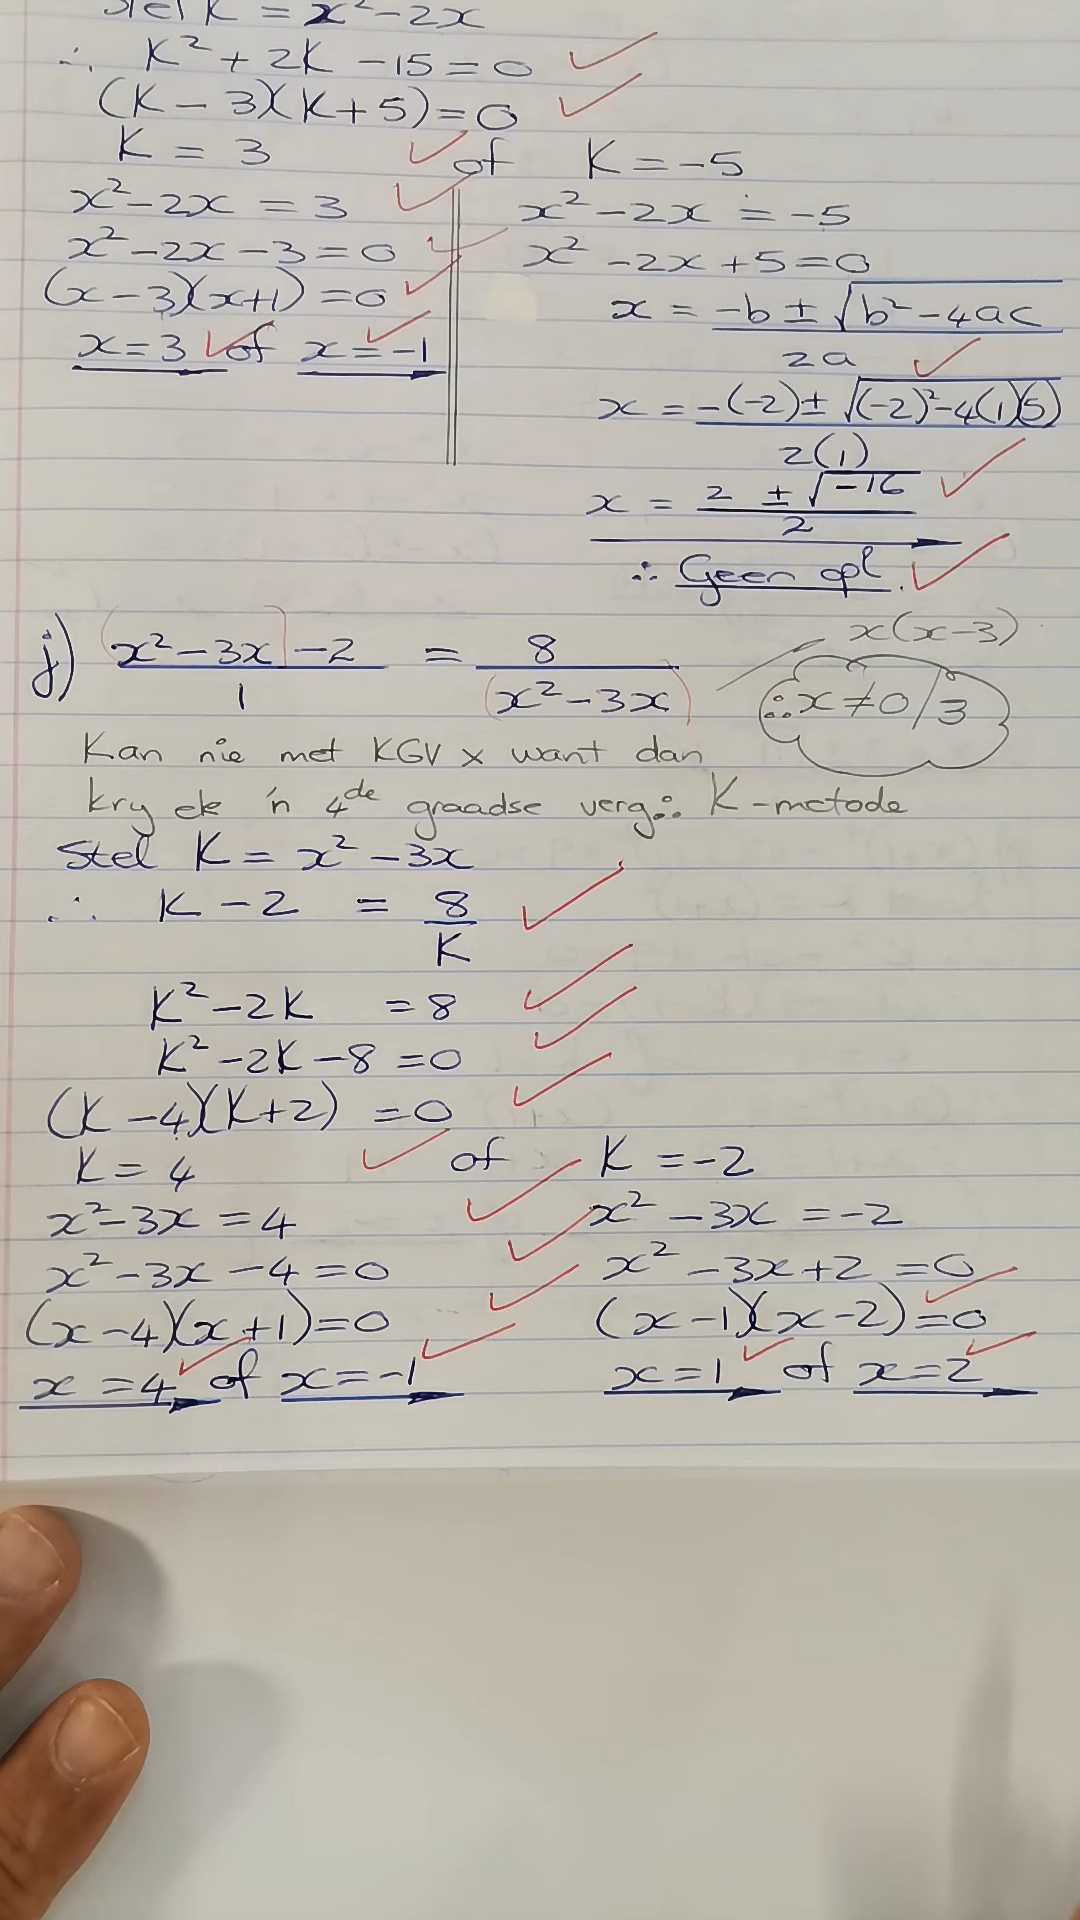 Stel K = x² - 2x
∴ K² + 2K - 15 = 0
(K - 3)(K + 5) = 0
K = 3 of K = -5
x² - 2x = 3
x² - 2x - 3 = 0
(x - 3)(x + 1) = 0
x = 3 of x = -1
x² - 2x = -5
x² - 2x + 5 = 0
x = -b ± √b² - 4ac / 2a
x = -(-2) ± √(-2)² - 4(1)(5) / 2(1)
x = 2 ± √-16 / 2
∴ Geen opl.
j) x² - 3x - 2 / 1 = 8 / (x² - 3x)
x(x - 3)
∴ x ≠ 0/3
Kan nie met KGV x want dan
kry ek 'n 4de graadse verg ∴ K-metode
Stel K = x² - 3x
∴ K - 2 = 8 / K
K² - 2K = 8
K² - 2K - 8 = 0
(K - 4)(K + 2) = 0
K = 4 of K = -2
x² - 3x = 4
x² - 3x - 4 = 0
(x - 4)(x + 1) = 0
x = 4 of x = -1
x² - 3x = -2
x² - 3x + 2 = 0
(x - 1)(x - 2) = 0
x = 1 of x = 2